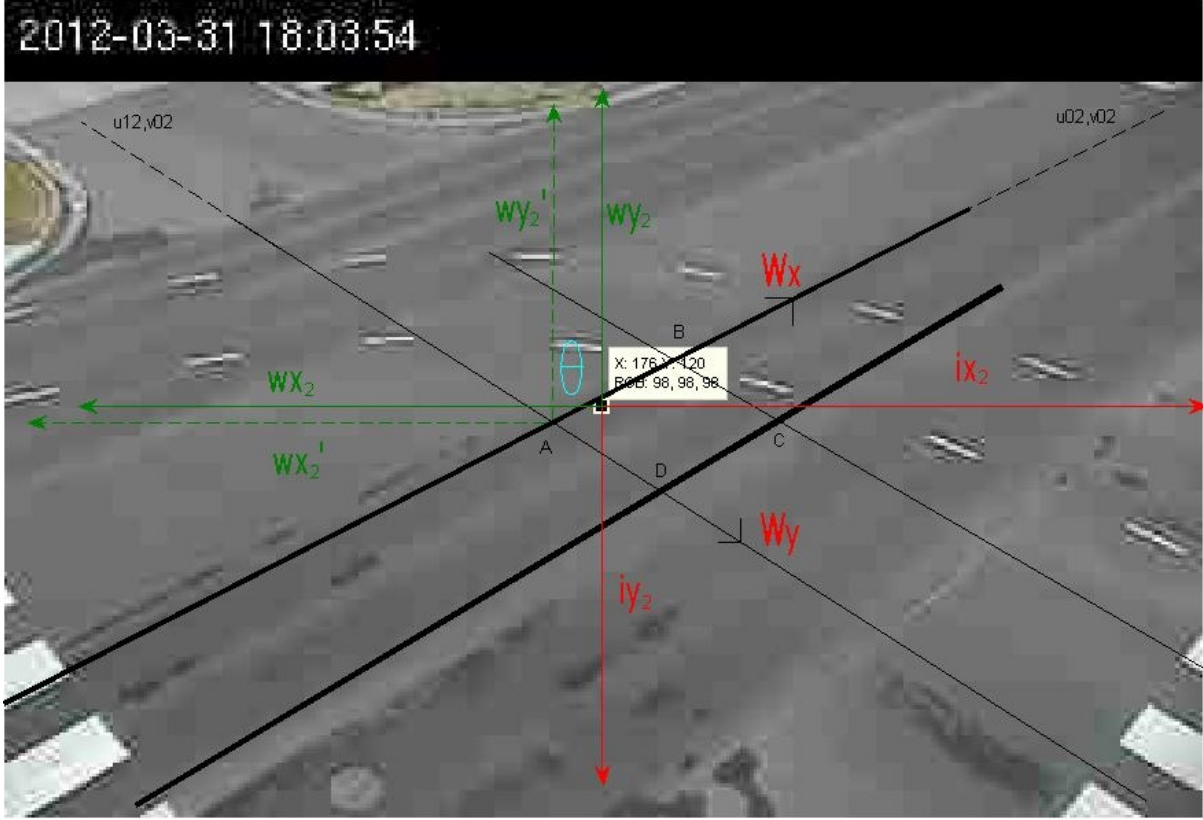 2012-03-31 18:03:54
u12,v02
u02,v02
wy2'
wy2
Wx
B
X: 176 Y: 120
RGB: 98, 98, 98
wx2
ix2
A
C
wx2'
D
Wy
iy2